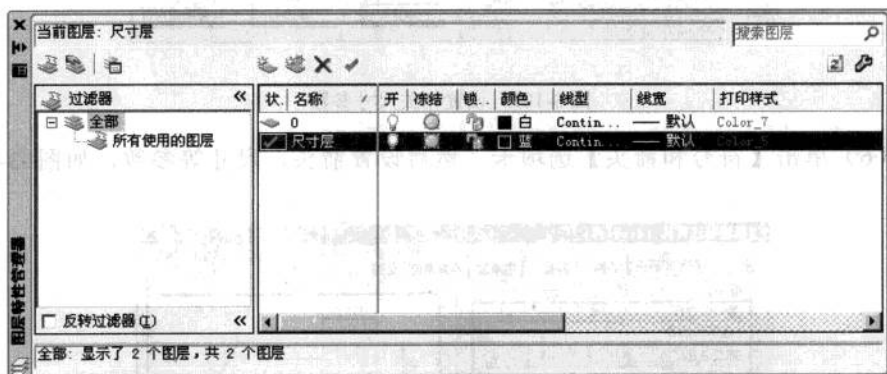 当前图层: 尺寸层
搜索图层
过滤器
全部
所有使用的图层
反转过滤器(I)
状. 名称 开 冻结 锁.. 颜色 线型 线宽 打印样式
0 白 Contin... —— 默认 Color_7
尺寸层 蓝 Contin... —— 默认 Color_5
图层特性管理器
全部: 显示了 2 个图层,共 2 个图层